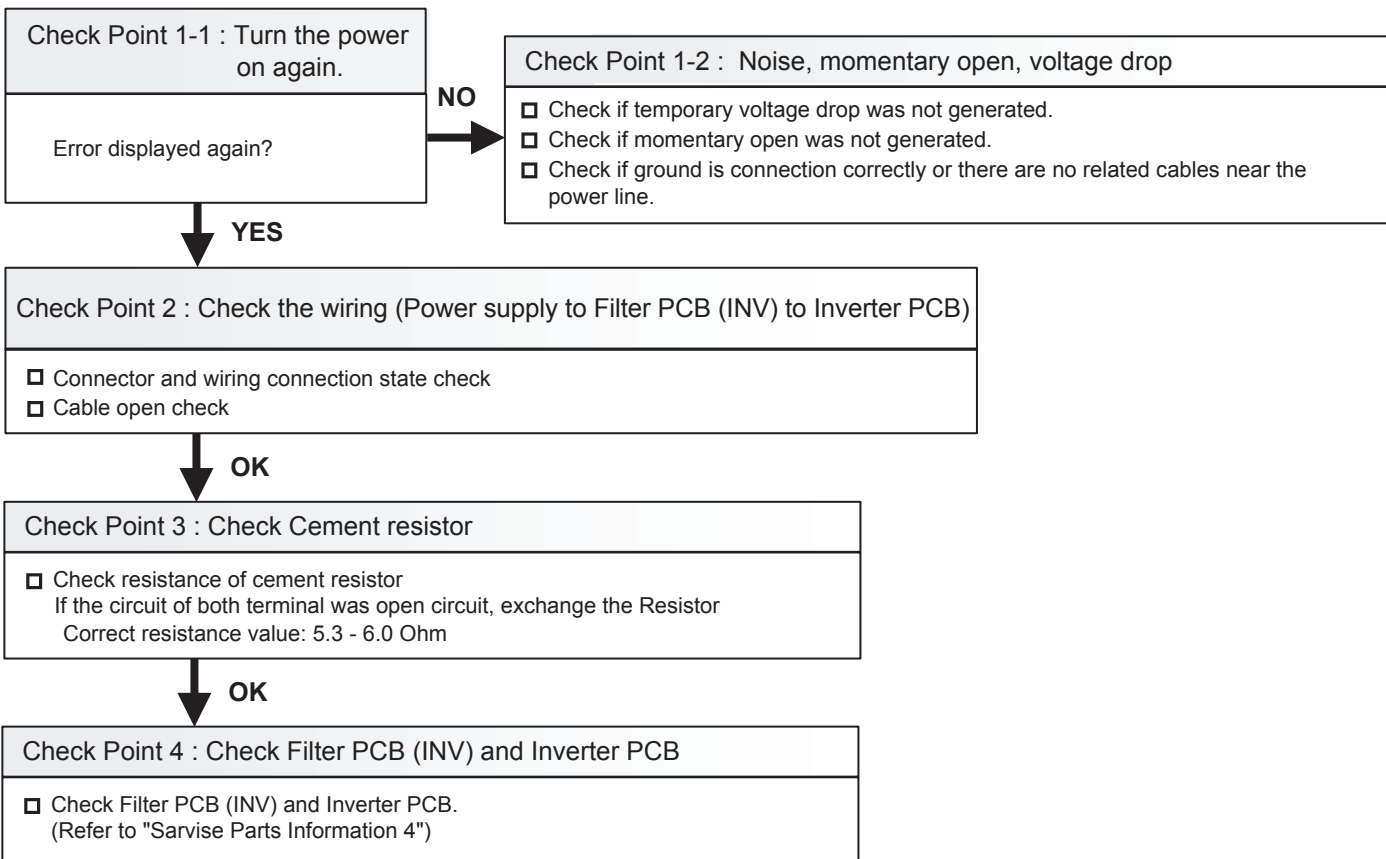 Check Point 1-1 : Turn the power
on again.
Error displayed again?
NO
Check Point 1-2 :  Noise, momentary open, voltage drop
Check if temporary voltage drop was not generated.
Check if momentary open was not generated.
Check if ground is connection correctly or there are no related cables near the
power line.
YES
Check Point 2 : Check the wiring (Power supply to Filter PCB (INV) to Inverter PCB)
Connector and wiring connection state check
Cable open check
OK
Check Point 3 : Check Cement resistor
Check resistance of cement resistor
If the circuit of both terminal was open circuit, exchange the Resistor
Correct resistance value: 5.3 - 6.0 Ohm
OK
Check Point 4 : Check Filter PCB (INV) and Inverter PCB
Check Filter PCB (INV) and Inverter PCB.
(Refer to "Sarvise Parts Information 4")